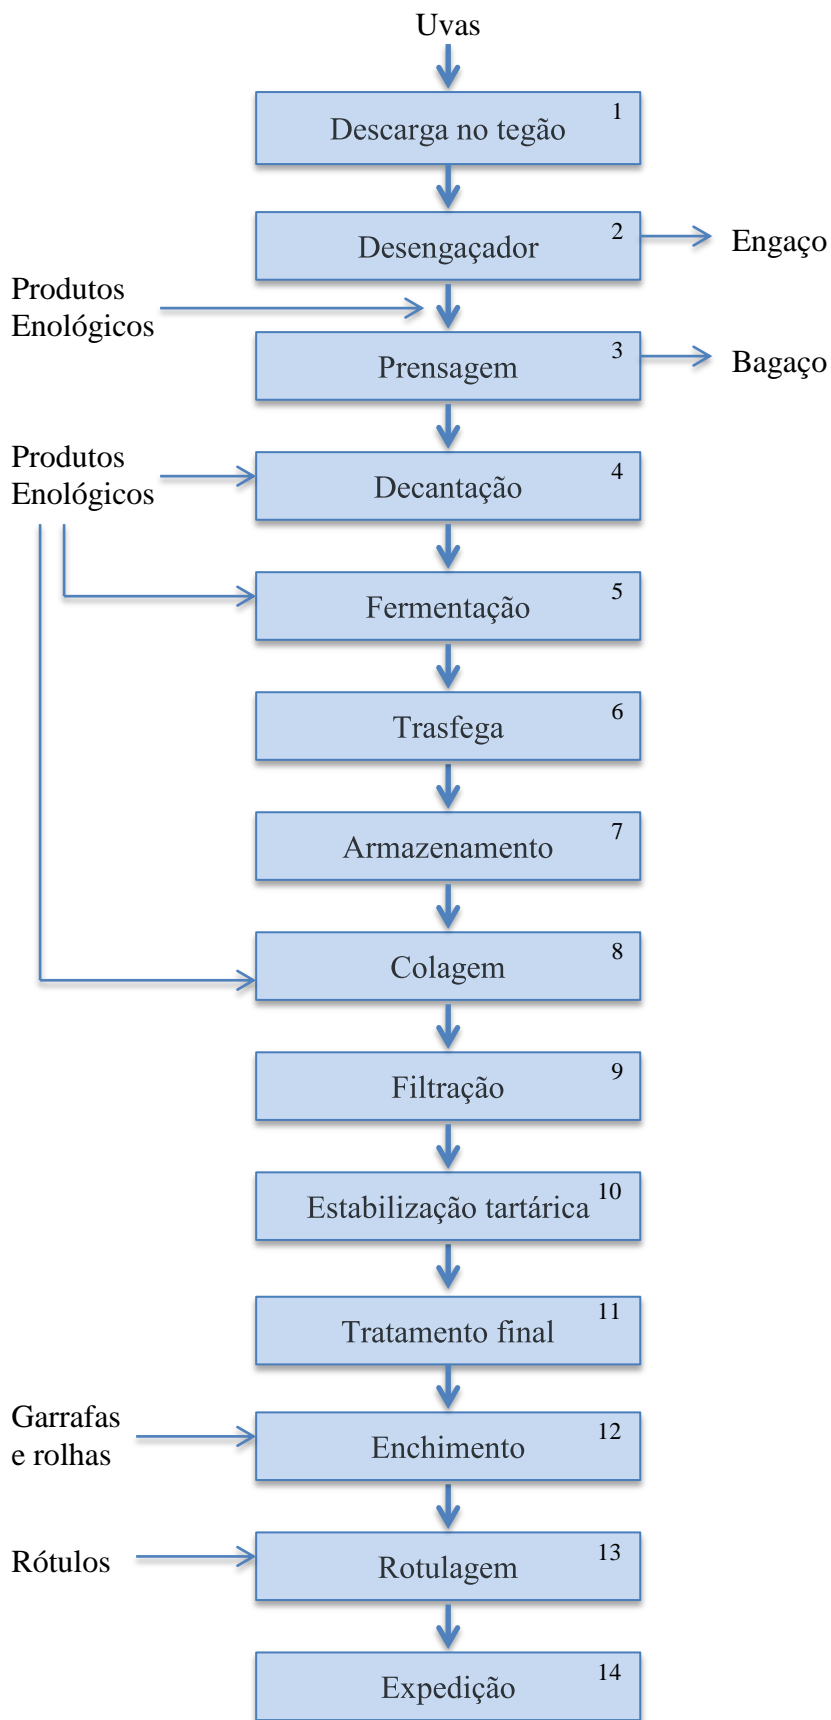 Uvas
1
Descarga no tegão
2
Desengaçador
Engaço
Produtos
Enológicos
3
Prensagem
Bagaço
Produtos
Enológicos
4
Decantação
5
Fermentação
6
Trasfega
7
Armazenamento
8
Colagem
9
Filtração
10
Estabilização tartárica
11
Tratamento final
Garrafas
e rolhas
12
Enchimento
Rótulos
13
Rotulagem
14
Expedição